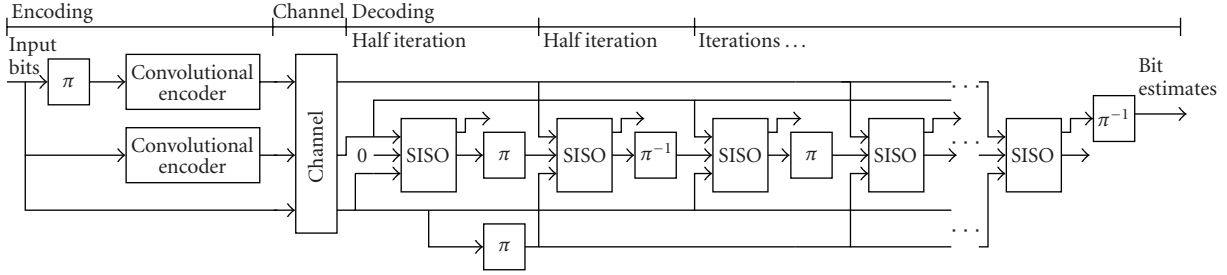 Encoding
Channel
Decoding
Half iteration
Half iteration
Iterations . . .
Input
bits
π
Convolutional
encoder
Convolutional
encoder
Channel
0
SISO
π
SISO
π⁻¹
SISO
π
SISO
. . .
. . .
. . .
SISO
π⁻¹
Bit
estimates
π